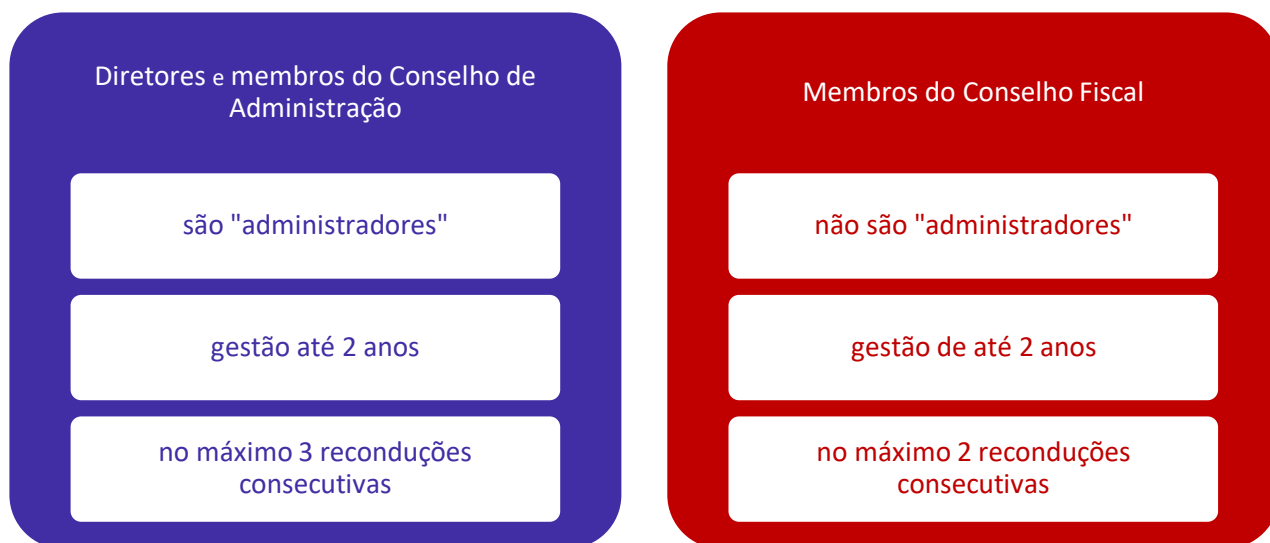 Diretores e membros do Conselho de
Administração
são "administradores"
gestão até 2 anos
no máximo 3 reconduções
consecutivas
Membros do Conselho Fiscal
não são "administradores"
gestão de até 2 anos
no máximo 2 reconduções
consecutivas